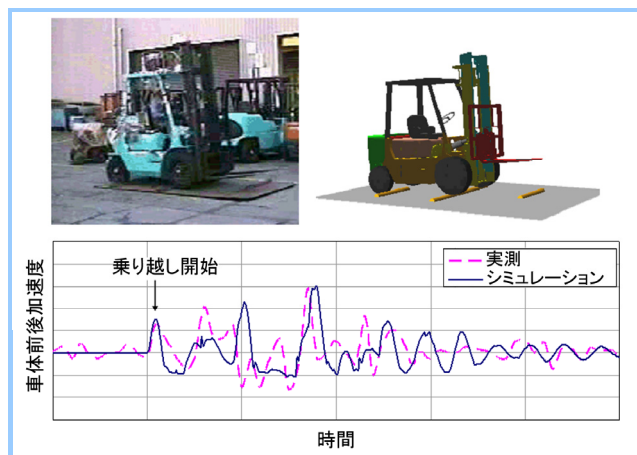 乗り越し開始
実測
シミュレーション
車体前後加速度
時間